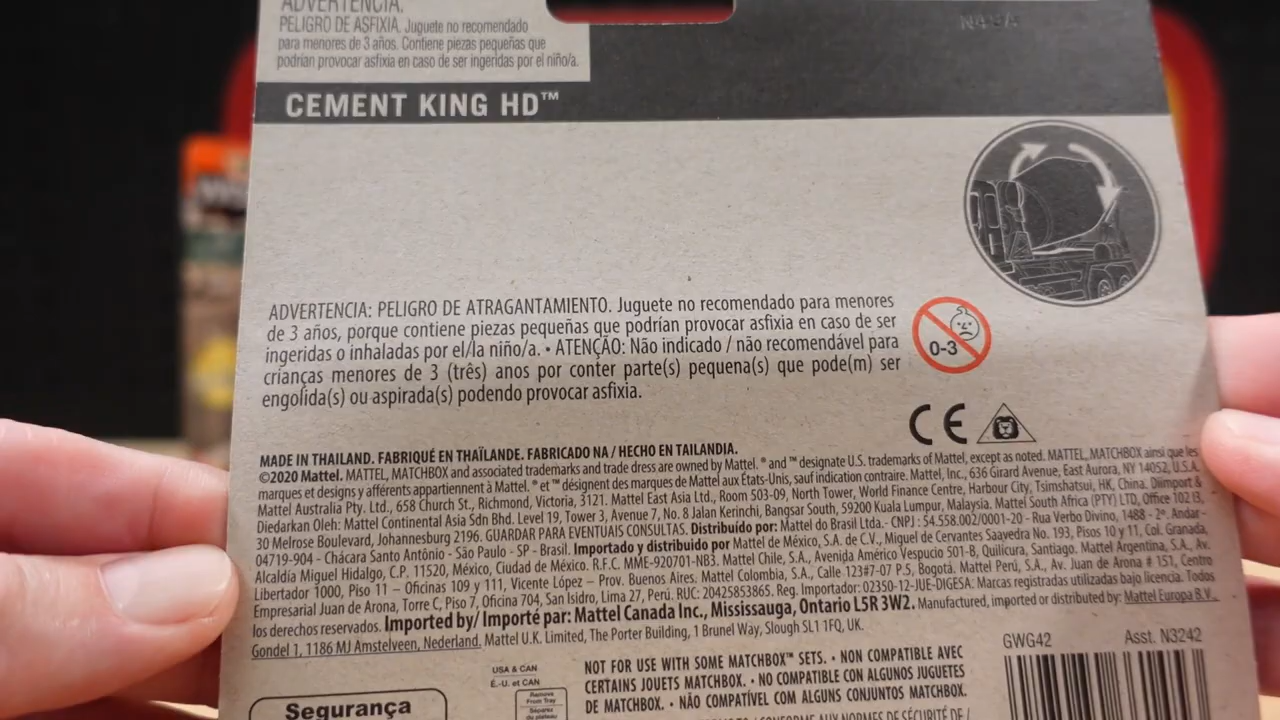 ADVERTENCIA.
PELIGRO DE ASFIXIA. Juguete no recomendado
para menores de 3 años. Contiene piezas pequeñas que
podrían provocar asfixia en caso de ser ingeridas por el niño/a.
CEMENT KING HD™
ADVERTENCIA: PELIGRO DE ATRAGANTAMIENTO. Juguete no recomendado para menores
de 3 años, porque contiene piezas pequeñas que podrían provocar asfixia en caso de ser
ingeridas o inhaladas por el/la niño/a. • ATENÇÃO: Não indicado / não recomendável para
crianças menores de 3 (três) anos por conter parte(s) pequena(s) que pode(m) ser
engolida(s) ou aspirada(s) podendo provocar asfixia.
0-3
CE
MADE IN THAILAND. FABRIQUÉ EN THAÏLANDE. FABRICADO NA / HECHO EN TAILANDIA.
©2020 Mattel. MATTEL, MATCHBOX and associated trademarks and trade dress are owned by Mattel. ® and ™ designate U.S. trademarks of Mattel, except as noted. MATTEL, MATCHBOX ainsi que les
marques et designs y afférents appartiennent à Mattel. ® et ™ désignent des marques de Mattel aux États-Unis, sauf indication contraire. Mattel, Inc., 636 Girard Avenue, East Aurora, NY 14052, U.S.A.
Mattel Australia Pty. Ltd., 658 Church St., Richmond, Victoria, 3121. Mattel East Asia Ltd., Room 503-09, North Tower, World Finance Centre, Harbour City, Tsimshatsui, HK, China. Diimport &
Diedarkan Oleh: Mattel Continental Asia Sdn Bhd. Level 19, Tower 3, Avenue 7, No. 8 Jalan Kerinchi, Bangsar South, 59200 Kuala Lumpur, Malaysia. Mattel South Africa (PTY) LTD, Office 102 I3,
30 Melrose Boulevard, Johannesburg 2196. GUARDAR PARA EVENTUAIS CONSULTAS. Distribuído por: Mattel do Brasil Ltda.- CNPJ : 54.558.002/0001-20 - Rua Verbo Divino, 1488 - 2º. Andar -
04719-904 - Chácara Santo Antônio - São Paulo - SP - Brasil. Importado y distribuido por Mattel de México, S.A. de C.V., Miguel de Cervantes Saavedra No. 193, Pisos 10 y 11, Col. Granada,
Alcaldía Miguel Hidalgo, C.P. 11520, México, Ciudad de México. R.F.C. MME-920701-NB3. Mattel Chile, S.A., Avenida Américo Vespucio 501-B, Quilicura, Santiago. Mattel Argentina, S.A., Av.
Libertador 1000, Piso 11 – Oficinas 109 y 111, Vicente López – Prov. Buenos Aires. Mattel Colombia, S.A., Calle 123#7-07 P.5, Bogotá. Mattel Perú, S.A., Av. Juan de Arona # 151, Centro
Empresarial Juan de Arona, Torre C, Piso 7, Oficina 704, San Isidro, Lima 27, Perú. RUC: 20425853865. Reg. Importador: 02350-12-JUE-DIGESA. Marcas registradas utilizadas bajo licencia. Todos
los derechos reservados. Imported by/ Importé par: Mattel Canada Inc., Mississauga, Ontario L5R 3W2. Manufactured, imported or distributed by: Mattel Europa B.V.,
Gondel 1, 1186 MJ Amstelveen, Nederland. Mattel U.K. Limited, The Porter Building, 1 Brunel Way, Slough SL1 1FQ, UK.
GWG42 Asst. N3242
USA & CAN
É.-U. et CAN
Remove
From Tray
Séparez
du plateau
NOT FOR USE WITH SOME MATCHBOX™ SETS. • NON COMPATIBLE AVEC
CERTAINS JOUETS MATCHBOX. • NO COMPATIBLE CON ALGUNOS JUGUETES
DE MATCHBOX. • NÃO COMPATÍVEL COM ALGUNS CONJUNTOS MATCHBOX.
CONFORME AUX NORMES DE SÉCURITÉ DE /
Segurança